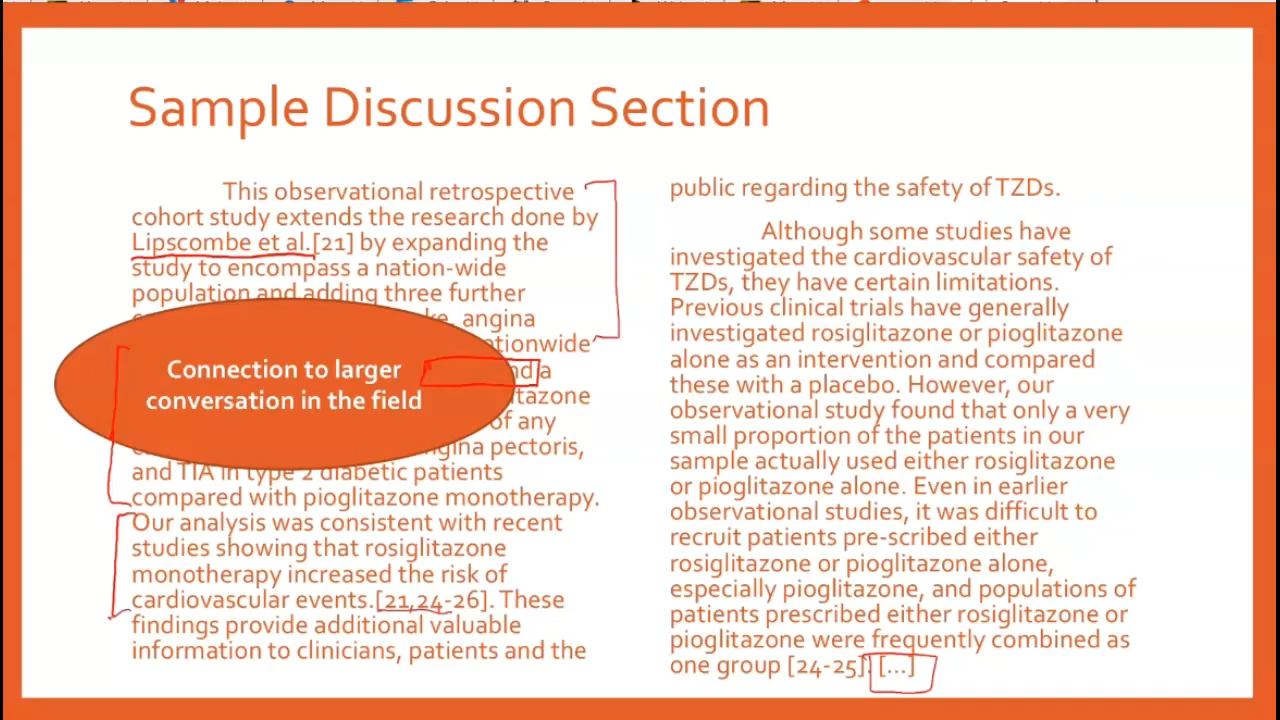 Sample Discussion Section
This observational retrospective
cohort study extends the research done by
Lipscombe et al.[21] by expanding the
study to encompass a nation-wide
population and adding three further
angina
Connection to larger
conversation in the field
a
of any
pectoris,
and TIA in type 2 diabetic patients
compared with pioglitazone monotherapy.
Our analysis was consistent with recent
studies showing that rosiglitazone
monotherapy increased the risk of
cardiovascular events.[21,24-26]. These
findings provide additional valuable
information to clinicians, patients and the
public regarding the safety of TZDs.
Although some studies have
investigated the cardiovascular safety of
TZDs, they have certain limitations.
Previous clinical trials have generally
investigated rosiglitazone or pioglitazone
alone as an intervention and compared
these with a placebo. However, our
observational study found that only a very
small proportion of the patients in our
sample actually used either rosiglitazone
or pioglitazone alone. Even in earlier
observational studies, it was difficult to
recruit patients pre-scribed either
rosiglitazone or pioglitazone alone,
especially pioglitazone, and populations of
patients prescribed either rosiglitazone or
pioglitazone were frequently combined as
one group [24-25]. [...]